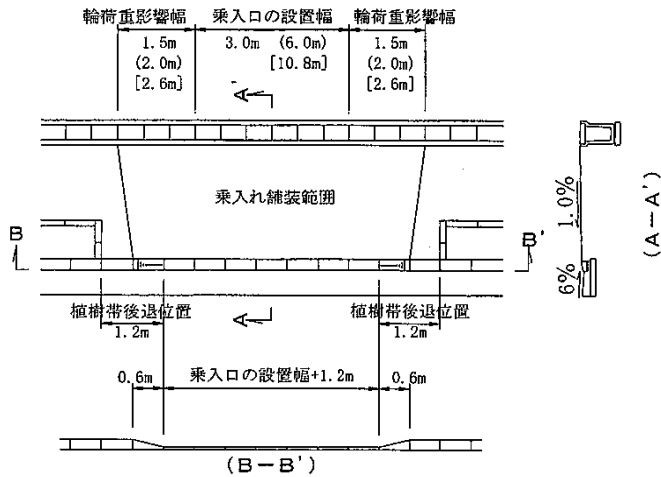 輪荷重影響幅 乗入口の設置幅 輪荷重影響幅
1.5m 3.0m (6.0m) 1.5m
(2.0m) [10.8m] (2.0m)
[2.6m] [2.6m]
A
乗入れ舗装範囲
B B'
1.0%
6%
(A-A')
植樹帯後退位置 A 植樹帯後退位置
1.2m 1.2m
0.6m 乗入口の設置幅+1.2m 0.6m
(B-B')